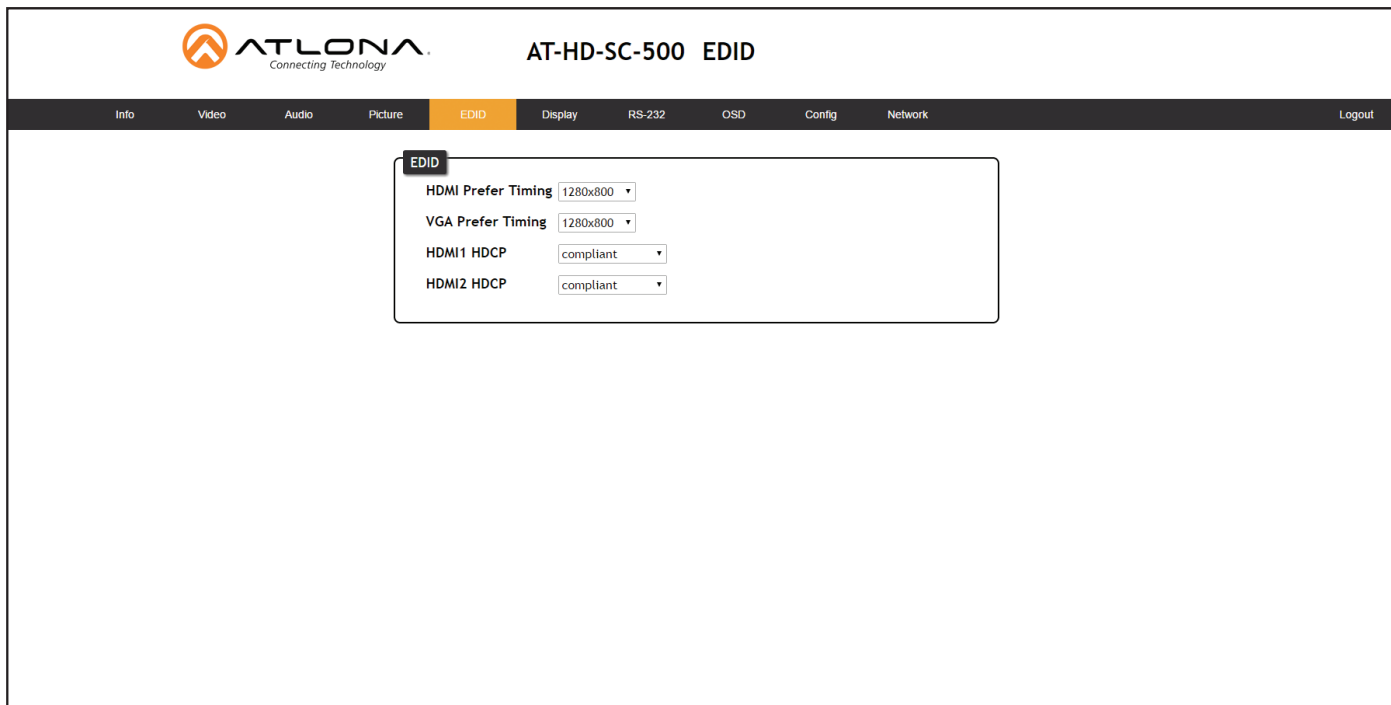 ATLONA.
Connecting Technology
AT-HD-SC-500 EDID
Info Video Audio Picture EDID Display RS-232 OSD Config Network Logout
EDID
HDMI Prefer Timing 1280x800
VGA Prefer Timing 1280x800
HDMI1 HDCP compliant
HDMI2 HDCP compliant